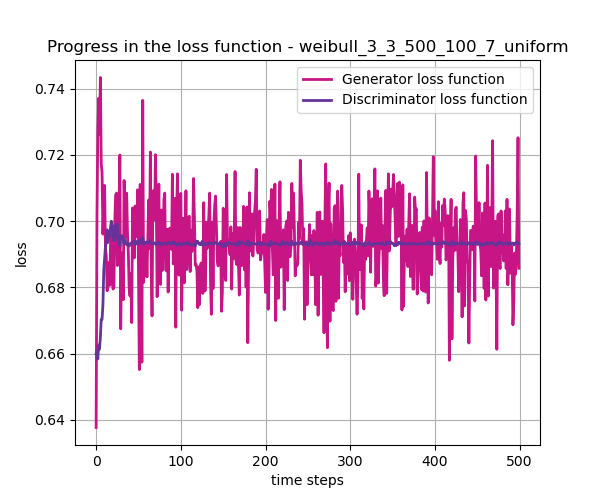 Progress in the loss function - weibull_3_3_500_100_7_uniform
Generator loss function
Discriminator loss function
0.74
0.72
0.70
0.68
0.66
0.64
loss
0
100
200
300
400
500
time steps